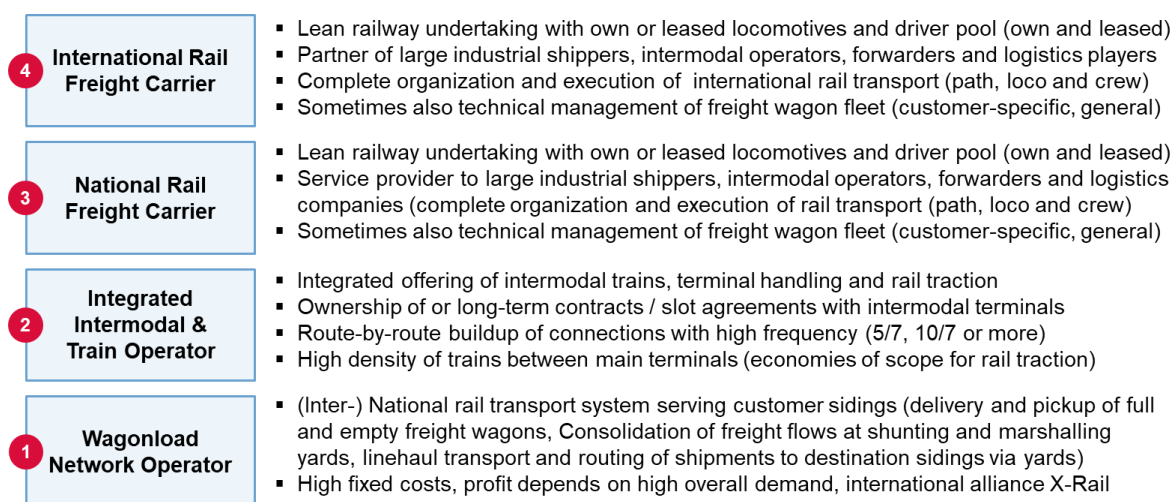 4
International Rail
Freight Carrier
▪ Lean railway undertaking with own or leased locomotives and driver pool (own and leased)
▪ Partner of large industrial shippers, intermodal operators, forwarders and logistics players
▪ Complete organization and execution of international rail transport (path, loco and crew)
▪ Sometimes also technical management of freight wagon fleet (customer-specific, general)
3
National Rail
Freight Carrier
▪ Lean railway undertaking with own or leased locomotives and driver pool (own and leased)
▪ Service provider to large industrial shippers, intermodal operators, forwarders and logistics
companies (complete organization and execution of rail transport (path, loco and crew)
▪ Sometimes also technical management of freight wagon fleet (customer-specific, general)
2
Integrated
Intermodal &
Train Operator
▪ Integrated offering of intermodal trains, terminal handling and rail traction
▪ Ownership of or long-term contracts / slot agreements with intermodal terminals
▪ Route-by-route buildup of connections with high frequency (5/7, 10/7 or more)
▪ High density of trains between main terminals (economies of scope for rail traction)
1
Wagonload
Network Operator
▪ (Inter-) National rail transport system serving customer sidings (delivery and pickup of full
and empty freight wagons, Consolidation of freight flows at shunting and marshalling
yards, linehaul transport and routing of shipments to destination sidings via yards)
▪ High fixed costs, profit depends on high overall demand, international alliance X-Rail